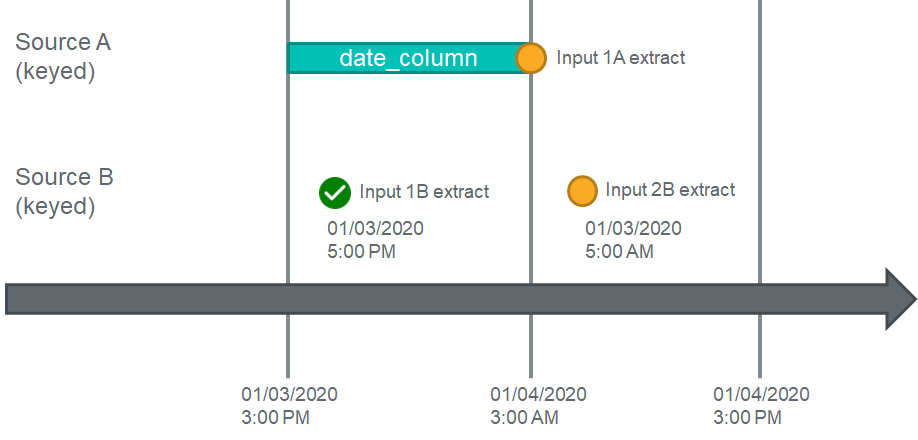 Source A
(keyed)
date_column
Input 1A extract
Source B
(keyed)
Input 1B extract
01/03/2020
5:00 PM
Input 2B extract
01/03/2020
5:00 AM
01/03/2020
3:00 PM
01/04/2020
3:00 AM
01/04/2020
3:00 PM